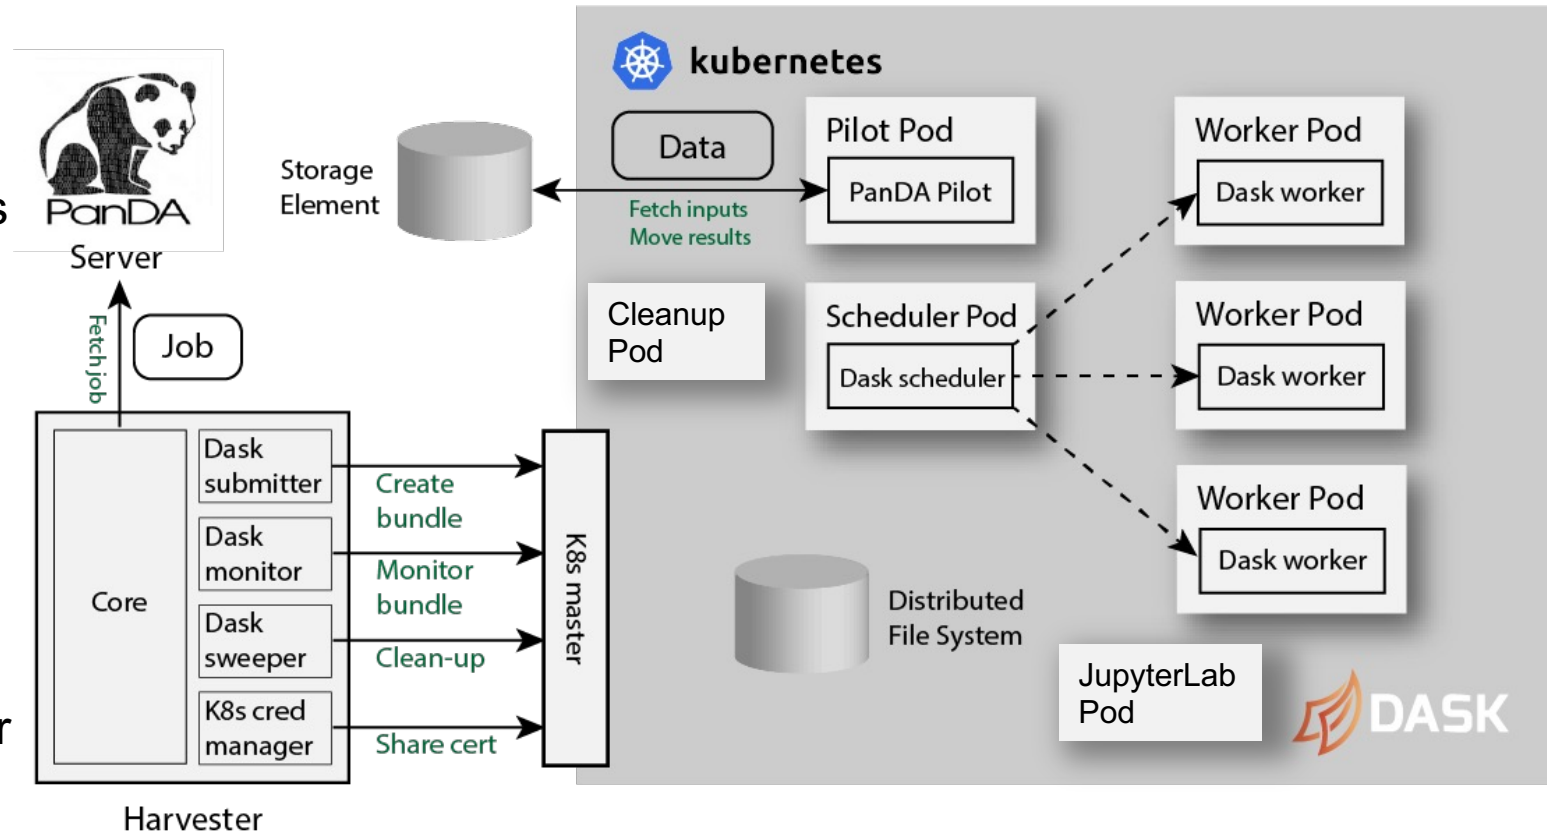 kubernetes
PanDA
Server
s
Storage
Element
Data
Fetch inputs
Move results
Pilot Pod
PanDA Pilot
Worker Pod
Dask worker
Fetch job
Job
Cleanup
Pod
Scheduler Pod
Dask scheduler
Worker Pod
Dask worker
Worker Pod
Dask worker
Core
Dask
submitter
Dask
monitor
Dask
sweeper
K8s cred
manager
r
Harvester
Create
bundle
Monitor
bundle
Clean-up
Share cert
K8s master
Distributed
File System
JupyterLab
Pod
DASK